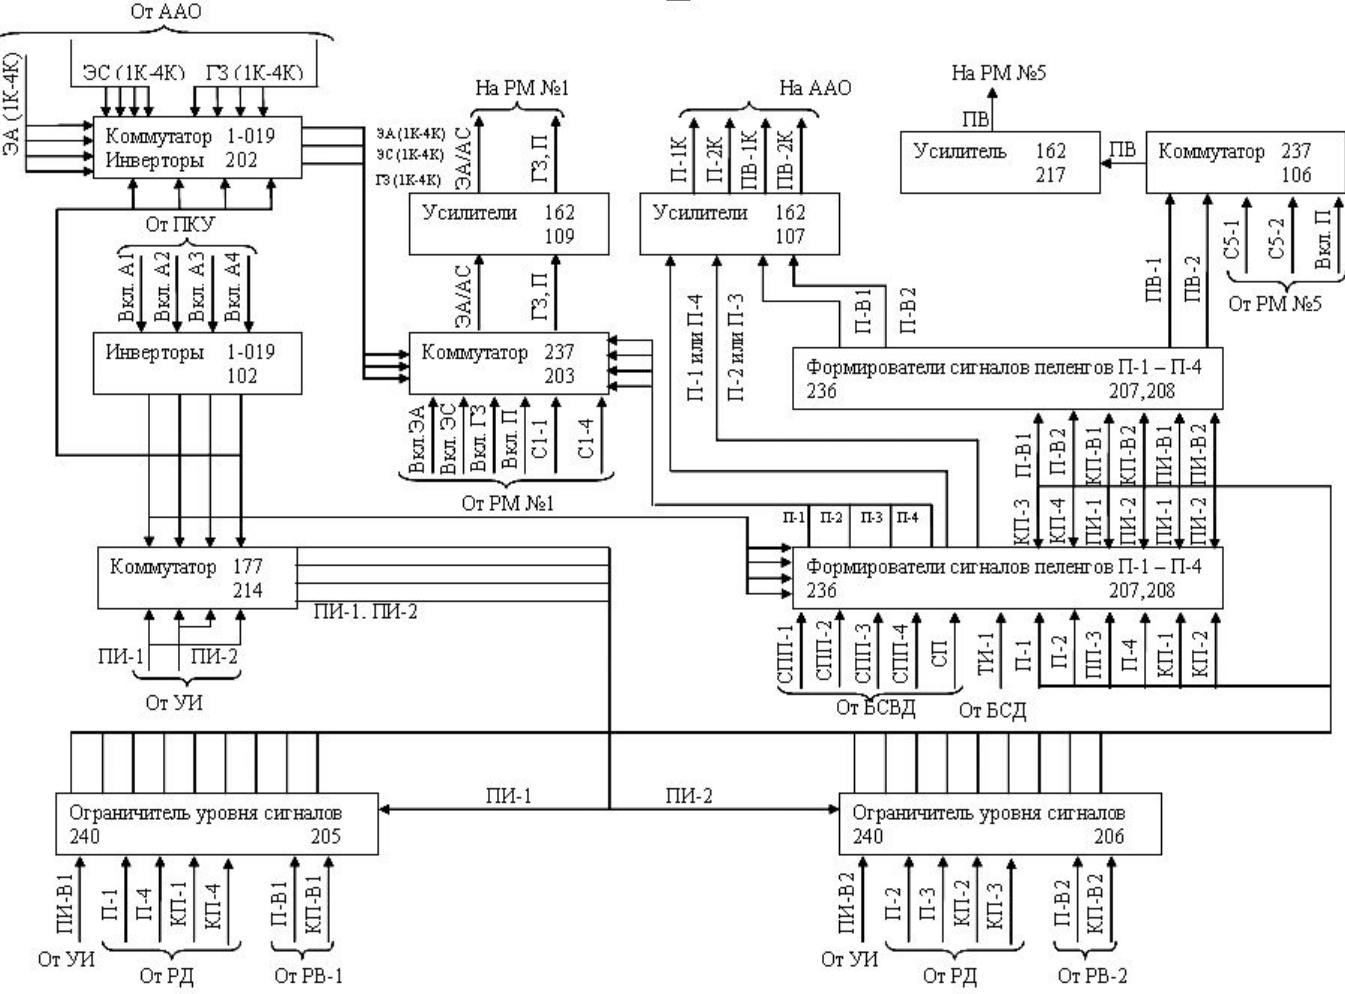 От ААО
ЭА (1К-4К)
ЭС (1К-4К) ГЗ (1К-4К)
Коммутатор 1-019
Инверторы 202
ЭА (1К-4К)
ЭС (1К-4К)
ГЗ (1К-4К)
От ПКУ
Вкл. А1
Вкл. А2
Вкл. А3
Вкл. А4
Инверторы 1-019
102
На РМ №1
ЭА/АС
ГЗ, П
Усилители 162
109
ЭА/АС
ГЗ, П
Коммутатор 237
203
Вкл.ЭА
Вкл.ЭС
Вкл. ГЗ
Вкл. П
С1-1
С1-4
От РМ №1
На ААО
П-1К
П-2К
ПВ-1К
ПВ-2К
Усилители 162
107
П-1 или П-4
П-2 или П-3
П-В1
П-В2
На РМ №5
ПВ
Усилитель 162
217
ПВ
Коммутатор 237
106
ПВ-1
ПВ-2
С5-1
С5-2
Вкл. П
От РМ №5
Формирователи сигналов пеленгов П-1 – П-4
236 207,208
П-В1
П-В2
КП-В1
КП-В2
ПИ-В1
ПИ-В2
КП-3
КП-4
ПИ-1
ПИ-2
ПИ-1
ПИ-2
П-1 П-2 П-3 П-4
Формирователи сигналов пеленгов П-1 – П-4
236 207,208
СПП-1
СПП-2
СПП-3
СПП-4
СП
ТИ-1
П-1
П-2
ПП-3
П-4
КП-1
КП-2
От БСВД
От БСД
Коммутатор 177
214
ПИ-1. ПИ-2
ПИ-1 ПИ-2
От УИ
ПИ-1 ПИ-2
Ограничитель уровня сигналов
240 205
ПИ-В1
П-1
П-4
КП-1
КП-4
П-В1
КП-В1
От УИ
От РД
От РВ-1
Ограничитель уровня сигналов
240 206
ПИ-В2
П-2
П-3
КП-2
КП-3
П-В2
КП-В2
От УИ
От РД
От РВ-2